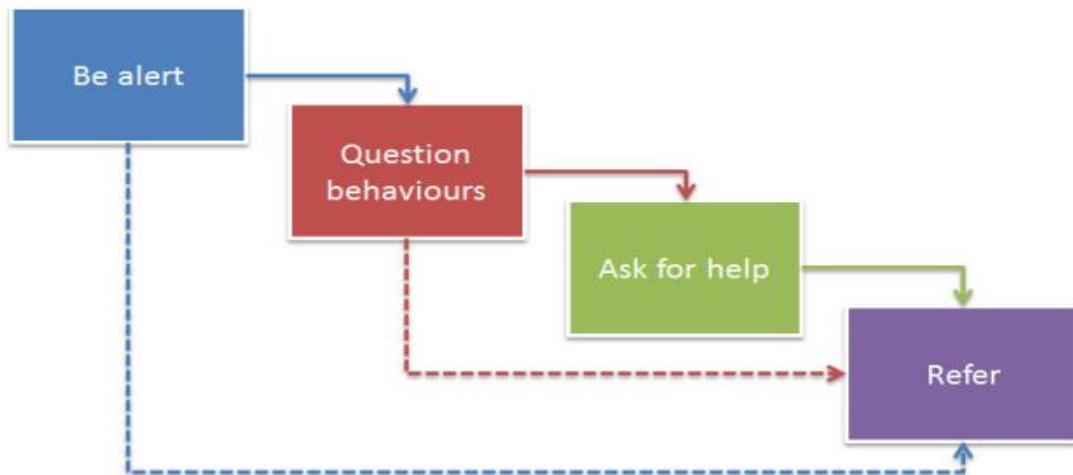 Be alert
Question
behaviours
Ask for help
Refer